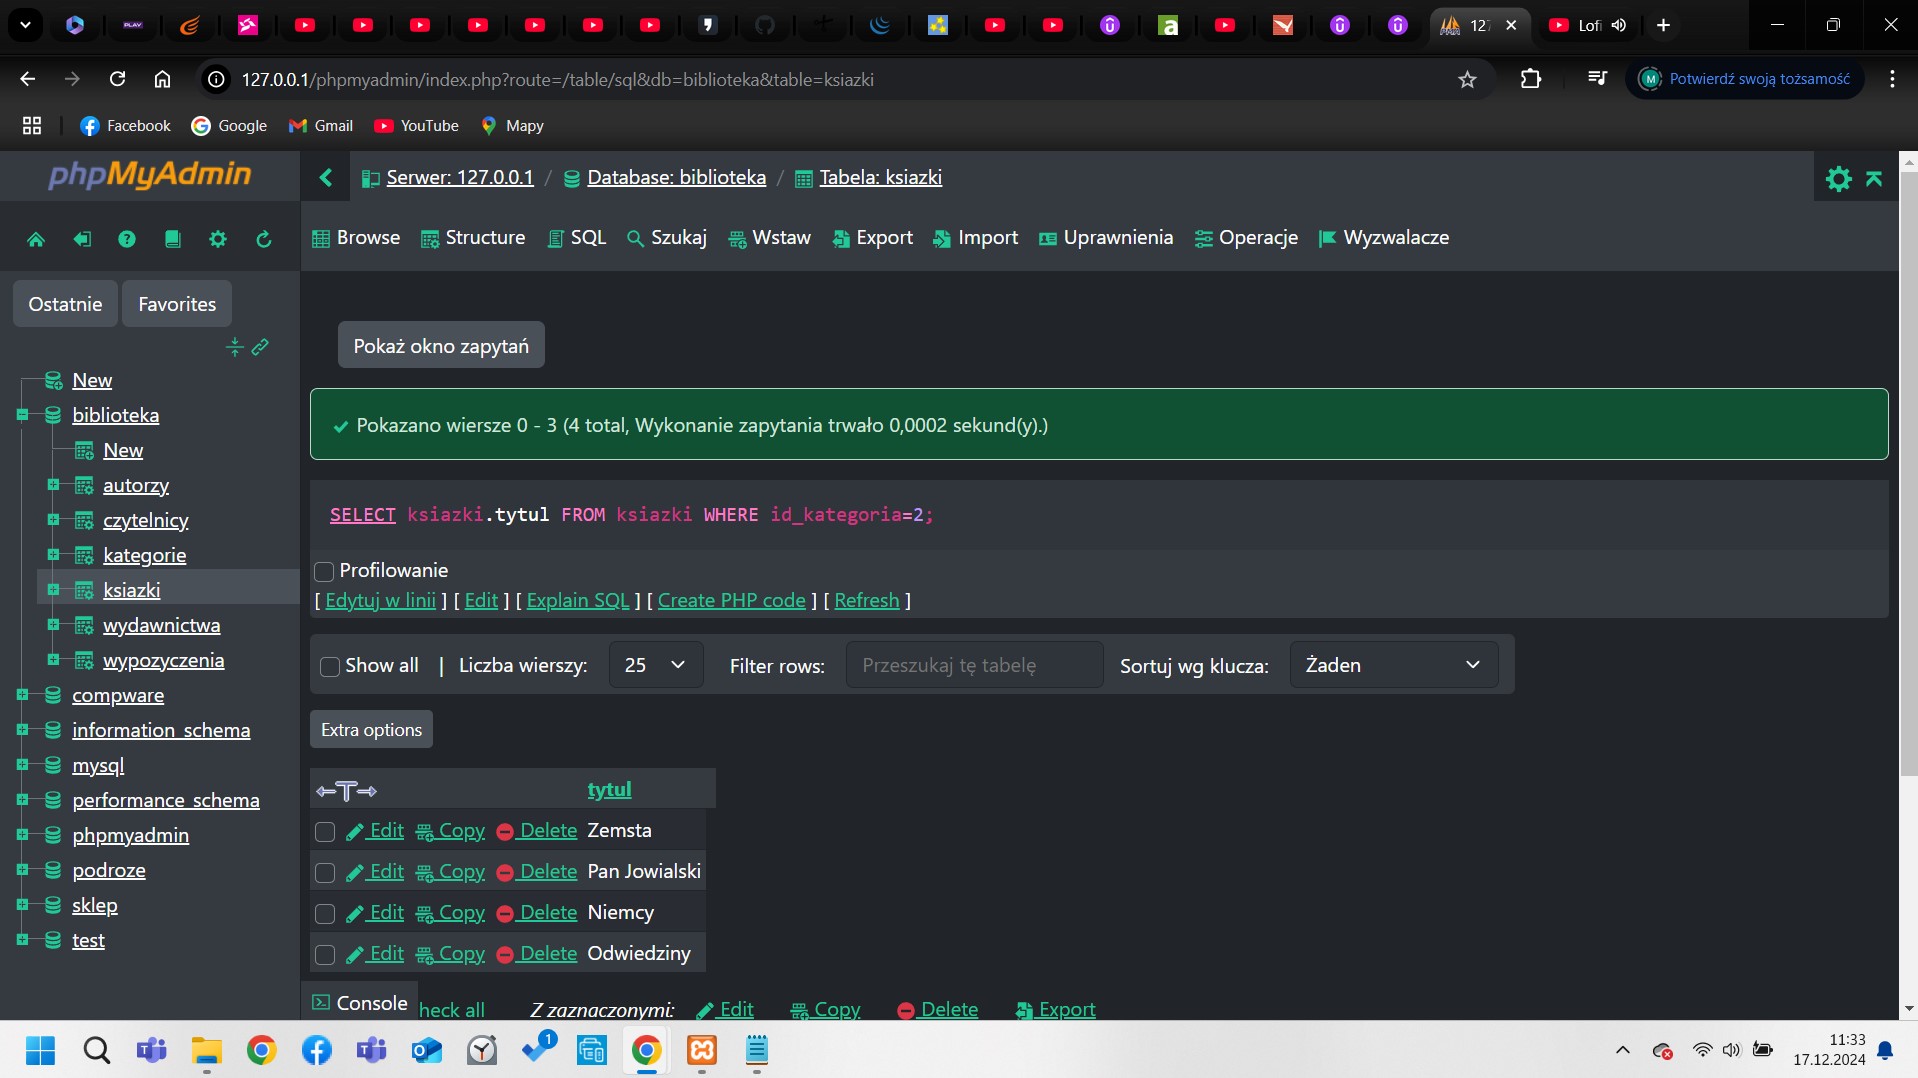 PLAY
127
Lofi
127.0.0.1/phpmyadmin/index.php?route=/table/sql&db=biblioteka&table=ksiazki
M
Potwierdź swoją tożsamość
Facebook
Google
Gmail
YouTube
Mapy
phpMyAdmin
Serwer: 127.0.0.1 / Database: biblioteka / Tabela: ksiazki
Browse
Structure
SQL
Szukaj
Wstaw
Export
Import
Uprawnienia
Operacje
Wyzwalacze
Ostatnie
Favorites
New
biblioteka
New
autorzy
czytelnicy
kategorie
ksiazki
wydawnictwa
wypozyczenia
compware
information_schema
mysql
performance_schema
phpmyadmin
podroze
sklep
test
Pokaż okno zapytań
Pokazano wiersze 0 - 3 (4 total, Wykonanie zapytania trwało 0,0002 sekund(y).)
SELECT ksiazki.tytul FROM ksiazki WHERE id_kategoria=2;
Profilowanie
[ Edytuj w linii ] [ Edit ] [ Explain SQL ] [ Create PHP code ] [ Refresh ]
Show all | Liczba wierszy: 25 Filter rows: Przeszukaj tę tabelę Sortuj wg klucza: Żaden
Extra options
←T→ tytul
Edit Copy Delete Zemsta
Edit Copy Delete Pan Jowialski
Edit Copy Delete Niemcy
Edit Copy Delete Odwiedziny
Console
heck all Z zaznaczonymi: Edit Copy Delete Export
1
11:33
17.12.2024